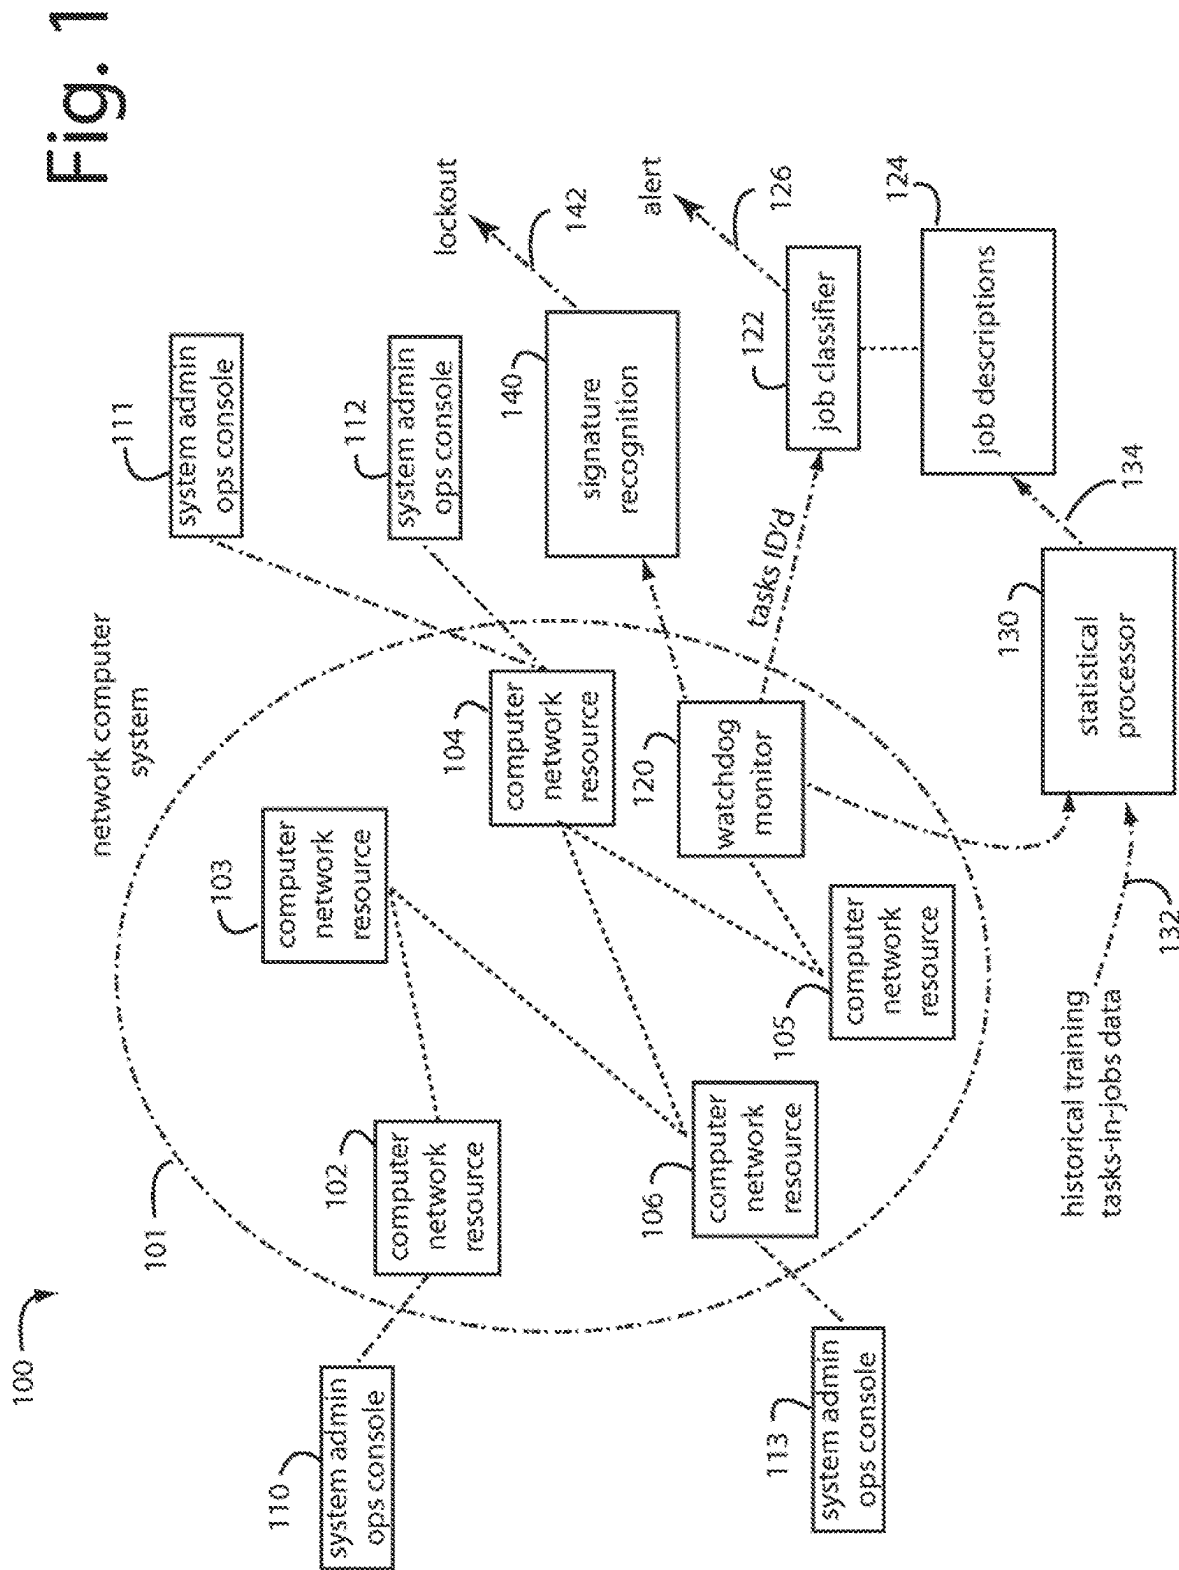 Fig. 1
100
101
network computer
system
110
system admin
ops console
111
system admin
ops console
112
system admin
ops console
113
system admin
ops console
102
computer
network
resource
103
computer
network
resource
104
computer
network
resource
105
computer
network
resource
106
computer
network
resource
120
watchdog
monitor
140
signature
recognition
142
lockout
tasks ID'd
122
job classifier
126
alert
124
job descriptions
130
statistical
processor
134
132
historical training
tasks-in-jobs data